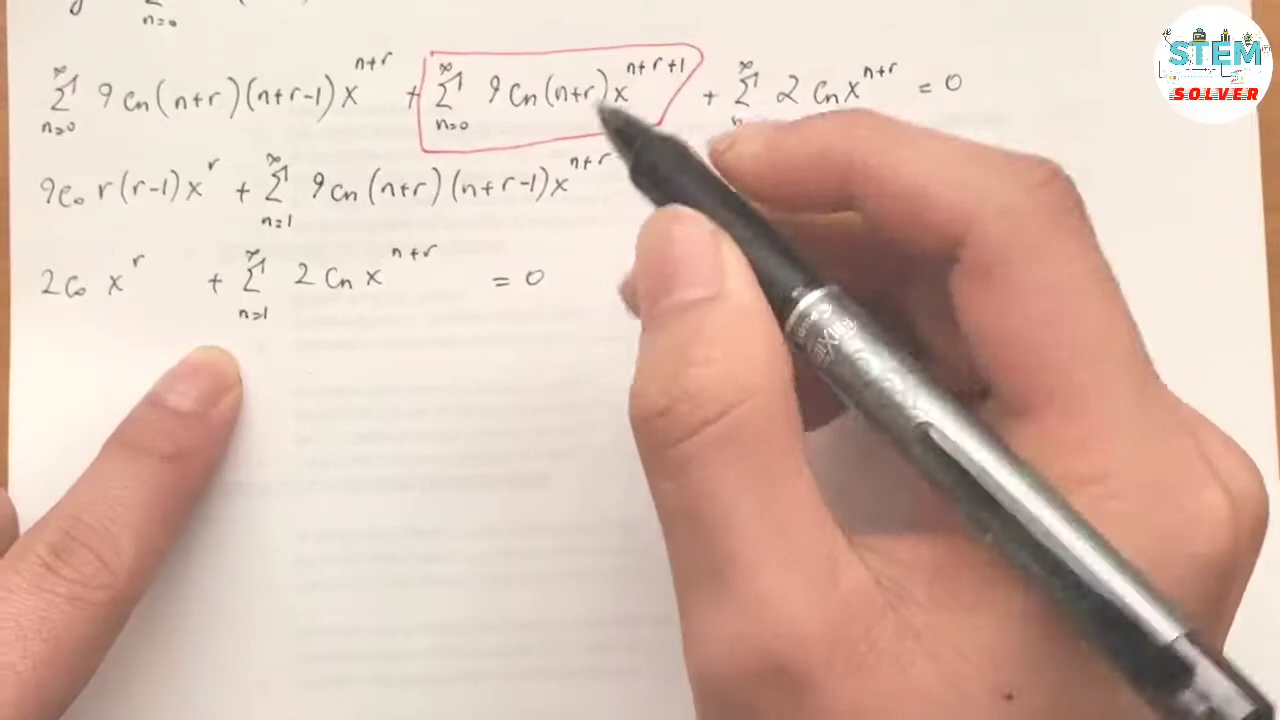 n=0
∞ Σ n=0 9 Cn (n+r) (n+r-1) x^(n+r) + ∞ Σ n=0 9 Cn (n+r) x^(n+r+1) + ∞ Σ n 2 Cn x^(n+r) = 0
9C0 r (r-1) x^r + ∞ Σ n=1 9 Cn (n+r) (n+r-1) x^(n+r)
2C0 x^r + ∞ Σ n=1 2 Cn x^(n+r) = 0
STEM
SOLVER